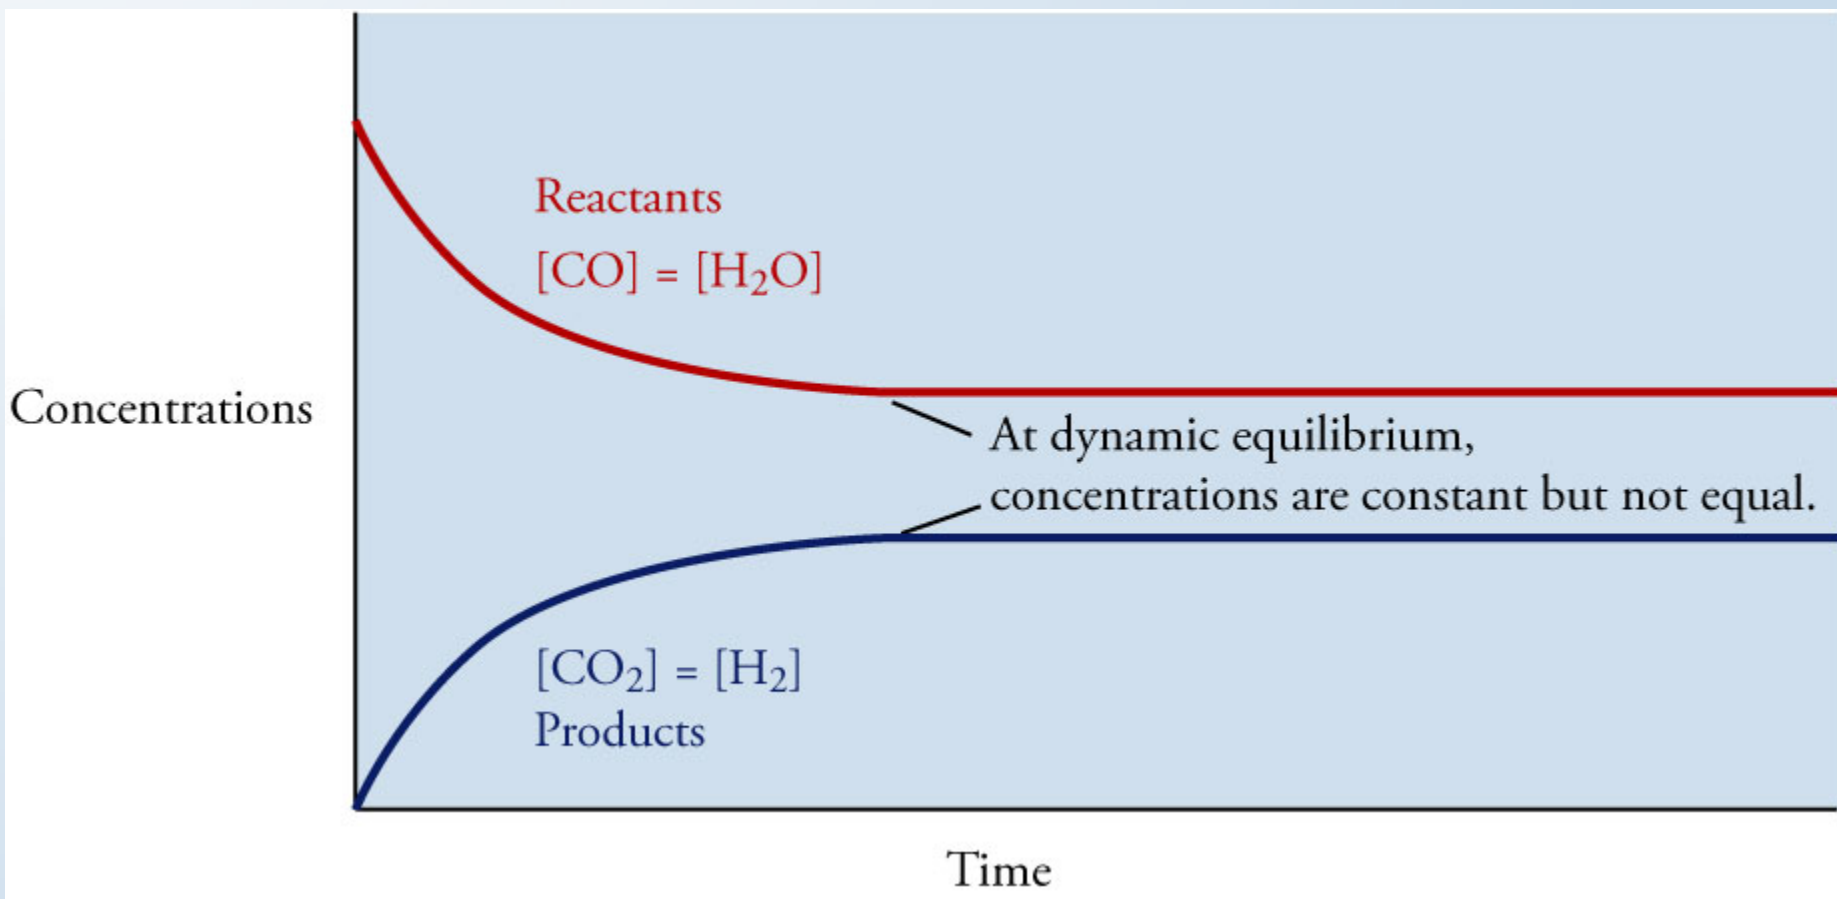 Reactants
[CO] = [H₂O]
Concentrations
At dynamic equilibrium,
concentrations are constant but not equal.
[CO₂] = [H₂]
Products
Time